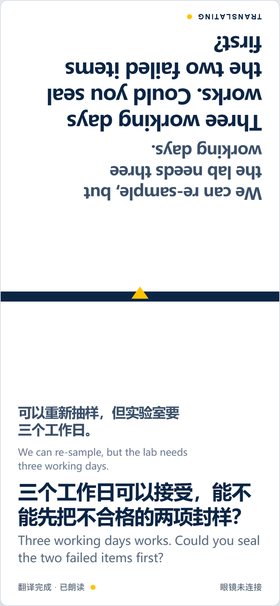 We can re-sample, but
the lab needs three
working days.
Three working days
works. Could you seal
the two failed items
first?
TRANSLATING
可以重新抽样，但实验室要
三个工作日。
We can re-sample, but the lab needs
three working days.
三个工作日可以接受，能不
能先把不合格的两项封样？
Three working days works. Could you seal
the two failed items first?
翻译完成 · 已朗读
眼镜未连接